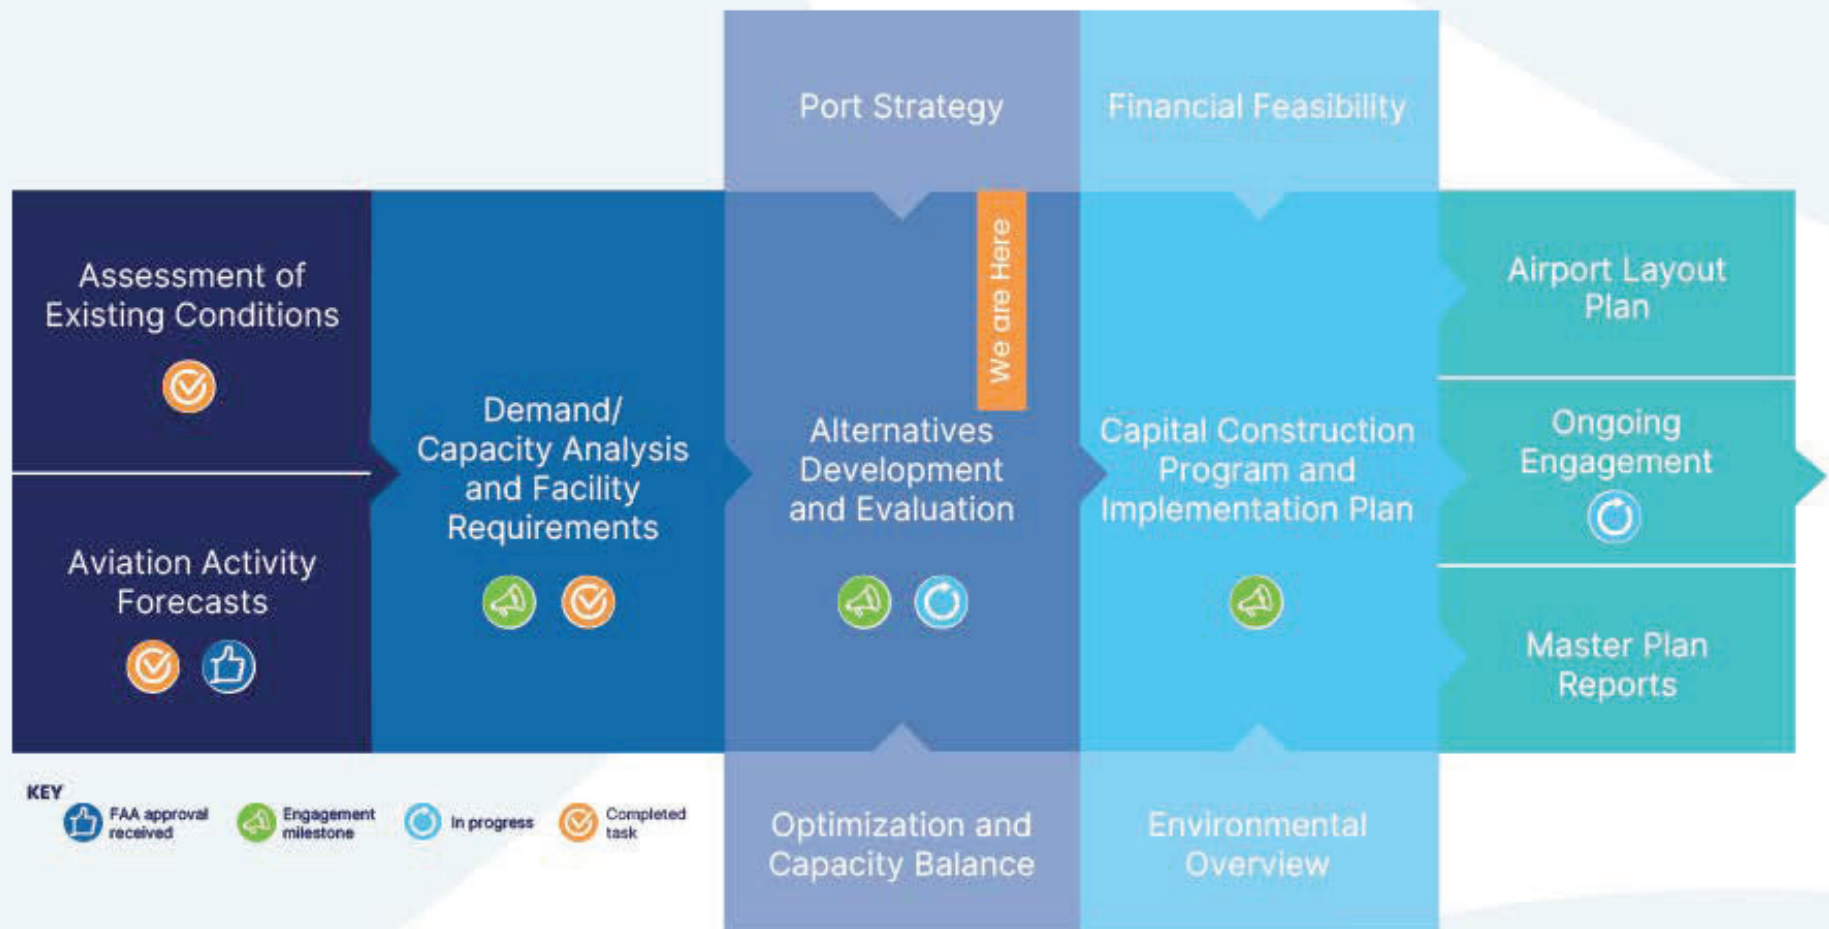 Port Strategy
Financial Feasibility
We are Here
Assessment of
Existing Conditions
Aviation Activity
Forecasts
Demand/
Capacity Analysis
and Facility
Requirements
Alternatives
Development
and Evaluation
Capital Construction
Program and
Implementation Plan
Airport Layout
Plan
Ongoing
Engagement
Master Plan
Reports
KEY
FAA approval
received
Engagement
milestone
In progress
Completed
task
Optimization and
Capacity Balance
Environmental
Overview